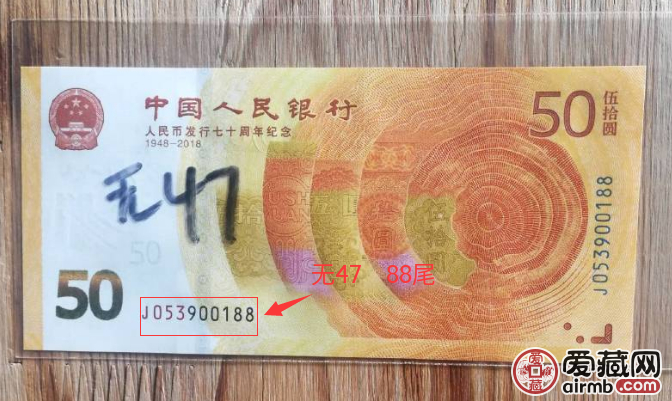 中国人民银行
人民币发行七十周年纪念
1948-2018
50
伍拾圆
无47
50
50
J053900188
J053900188
无47 88尾
爱藏网
airmb.com